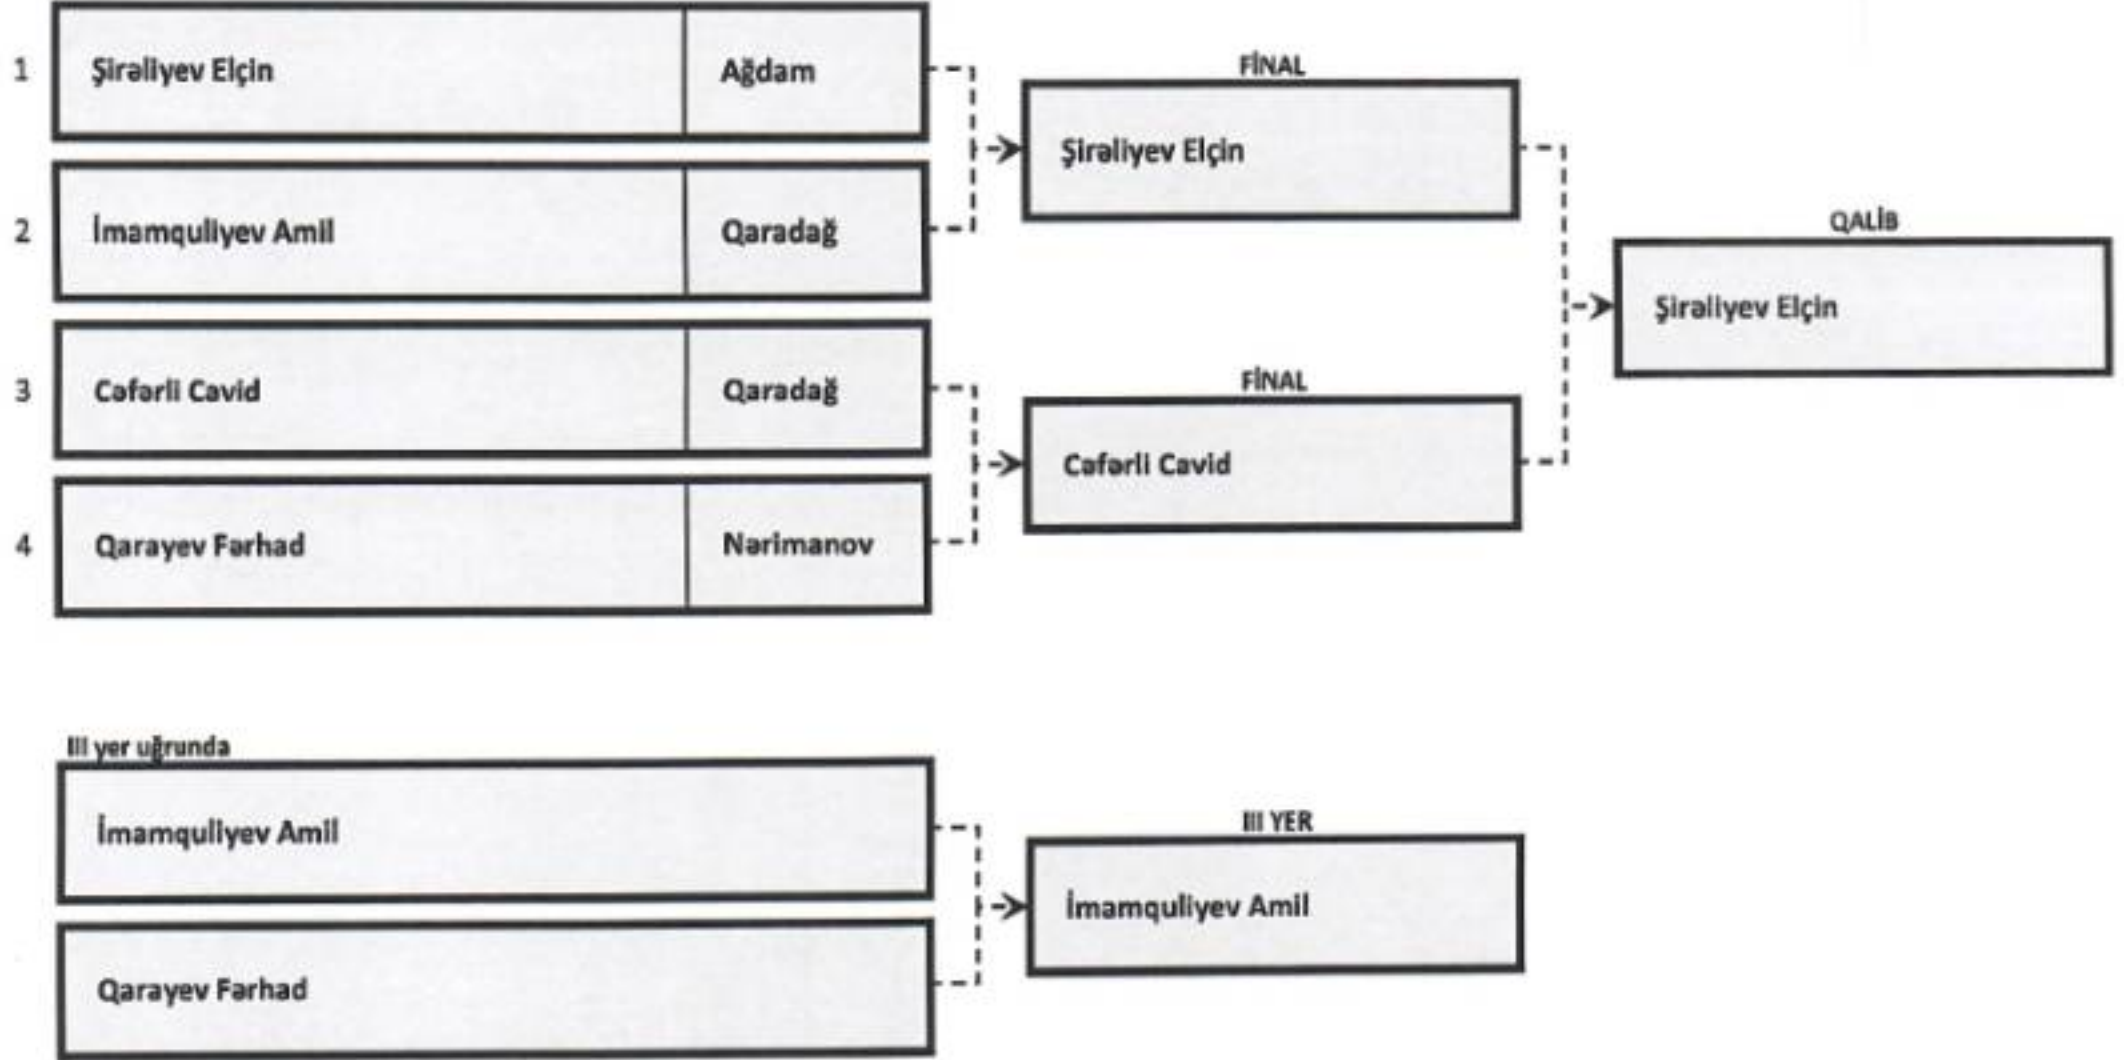 1 Şirəliyev Elçin Ağdam
2 İmamquliyev Amil Qaradağ
3 Cəfərli Cavid Qaradağ
4 Qarayev Fərhad Nərimanov
FİNAL
Şirəliyev Elçin
FİNAL
Cəfərli Cavid
QALİB
Şirəliyev Elçin
III yer uğrunda
İmamquliyev Amil
Qarayev Fərhad
III YER
İmamquliyev Amil